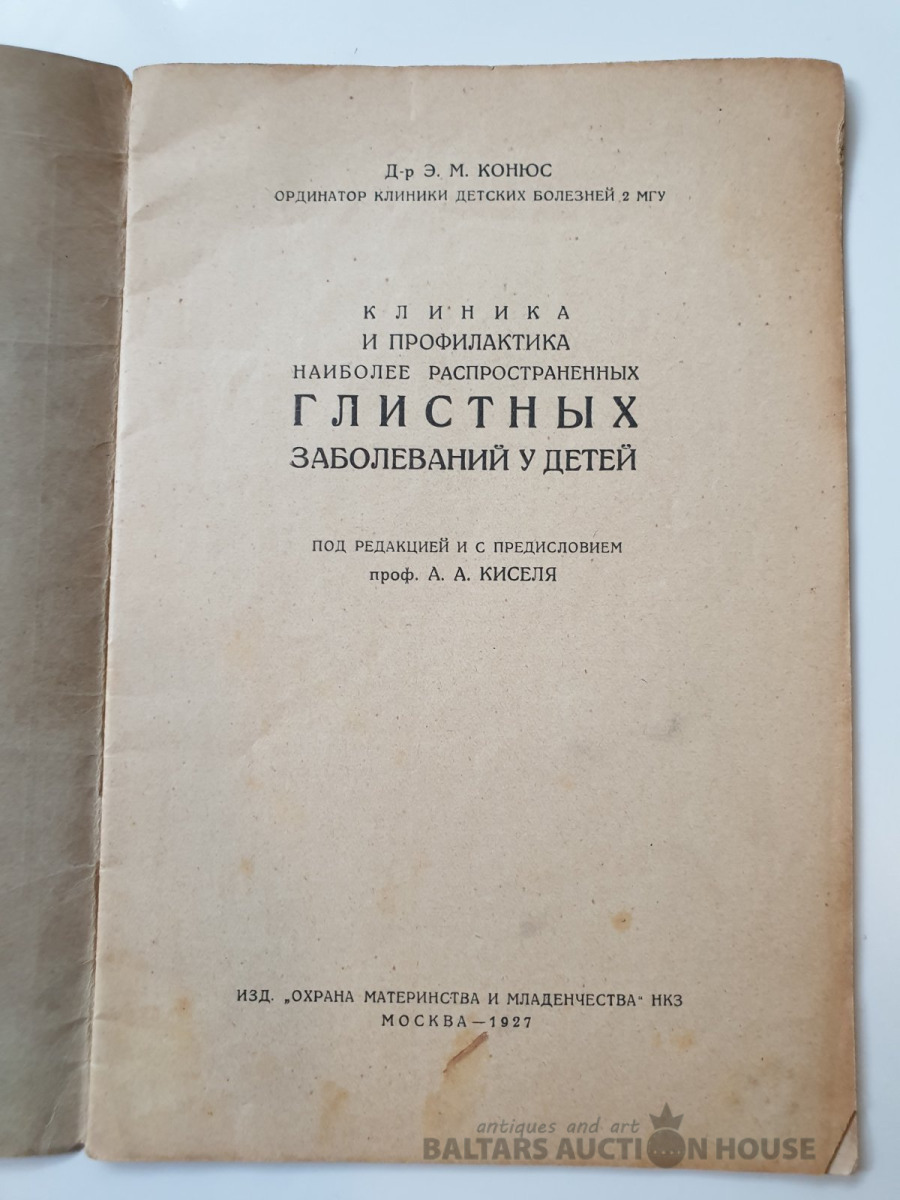 Д-р Э. М. КОНЮС
ОРДИНАТОР КЛИНИКИ ДЕТСКИХ БОЛЕЗНЕЙ 2 МГУ
КЛИНИКА
И ПРОФИЛАКТИКА
НАИБОЛЕЕ РАСПРОСТРАНЕННЫХ
ГЛИСТНЫХ
ЗАБОЛЕВАНИЙ У ДЕТЕЙ
ПОД РЕДАКЦИЕЙ И С ПРЕДИСЛОВИЕМ
проф. А. А. КИСЕЛЯ
ИЗД. „ОХРАНА МАТЕРИНСТВА И МЛАДЕНЧЕСТВА" НКЗ
МОСКВА—1927
antiques and art
BALTARS AUCTION HOUSE